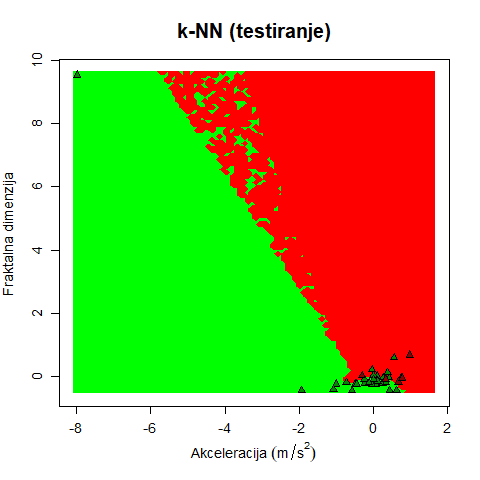 k-NN (testiranje)
Fraktalna dimenzija
10
8
6
4
2
0
-8 -6 -4 -2 0 2
Akceleracija (m/s²)